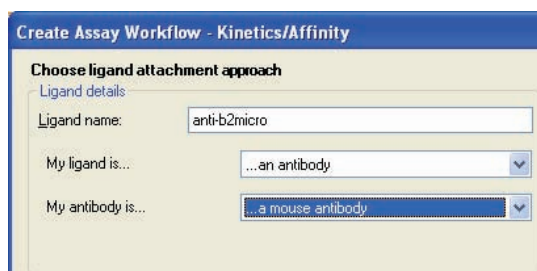 Create Assay Workflow - Kinetics/Affinity
Choose ligand attachment approach
Ligand details
Ligand name: anti-b2micro
My ligand is... ...an antibody
My antibody is... ...a mouse antibody